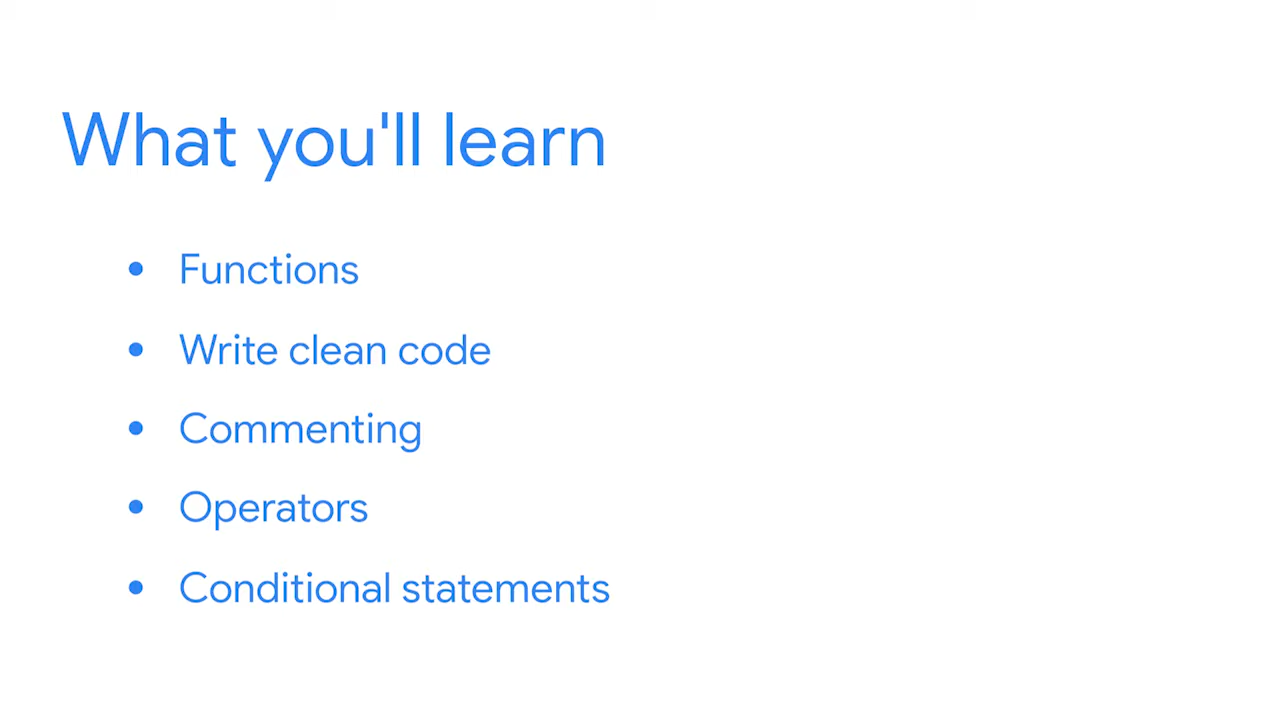 What you'll learn
• Functions
• Write clean code
• Commenting
• Operators
• Conditional statements